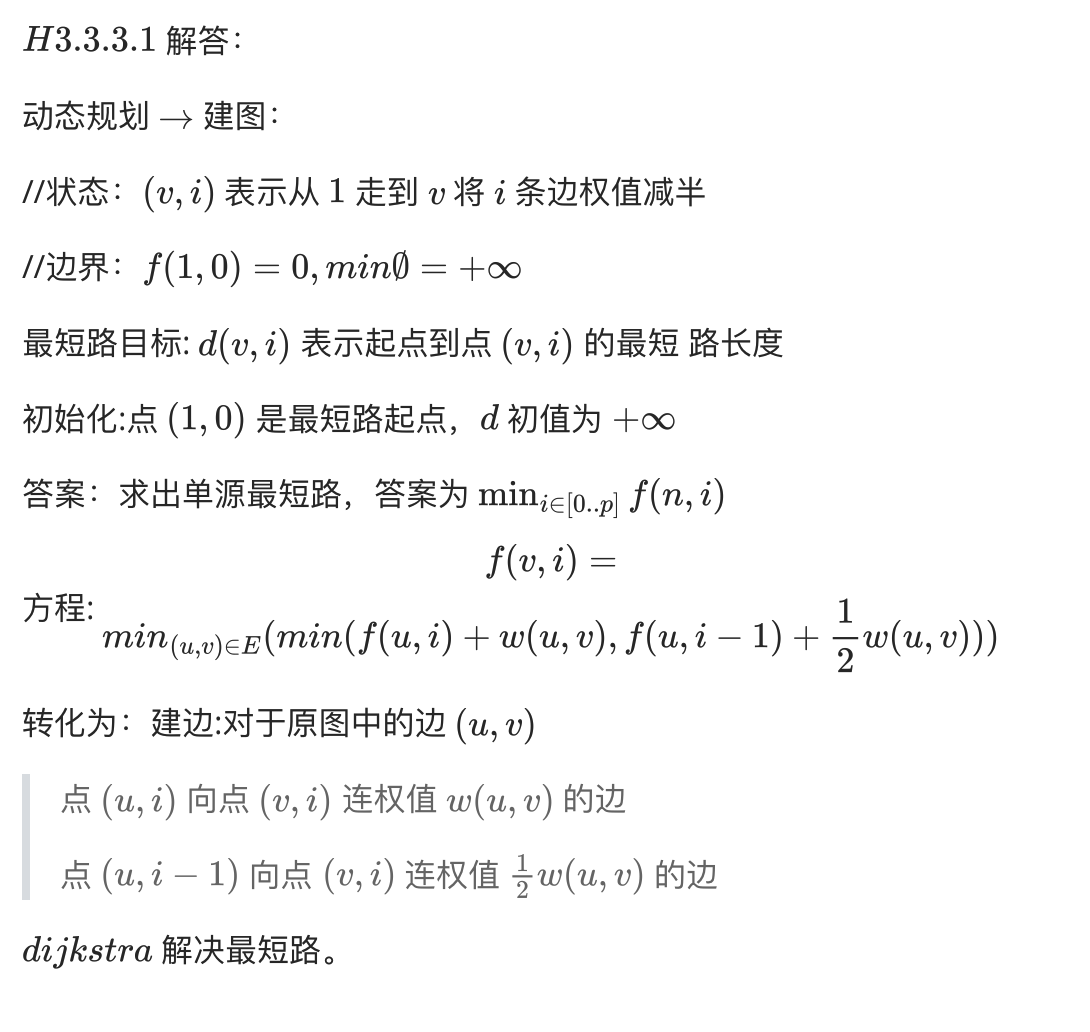 H3.3.3.1 解答：
动态规划 → 建图：
//状态：(v, i) 表示从 1 走到 v 将 i 条边权值减半
//边界：f(1, 0) = 0, min∅ = +∞
最短路目标: d(v, i) 表示起点到点 (v, i) 的最短 路长度
初始化:点 (1, 0) 是最短路起点，d 初值为 +∞
答案：求出单源最短路，答案为 min_{i∈[0..p]} f(n, i)
f(v, i) =
方程: min_{(u,v)∈E}(min(f(u, i) + w(u, v), f(u, i − 1) + \frac{1}{2}w(u, v)))
转化为：建边:对于原图中的边 (u, v)
点 (u, i) 向点 (v, i) 连权值 w(u, v) 的边
点 (u, i − 1) 向点 (v, i) 连权值 \frac{1}{2}w(u, v) 的边
dijkstra 解决最短路。